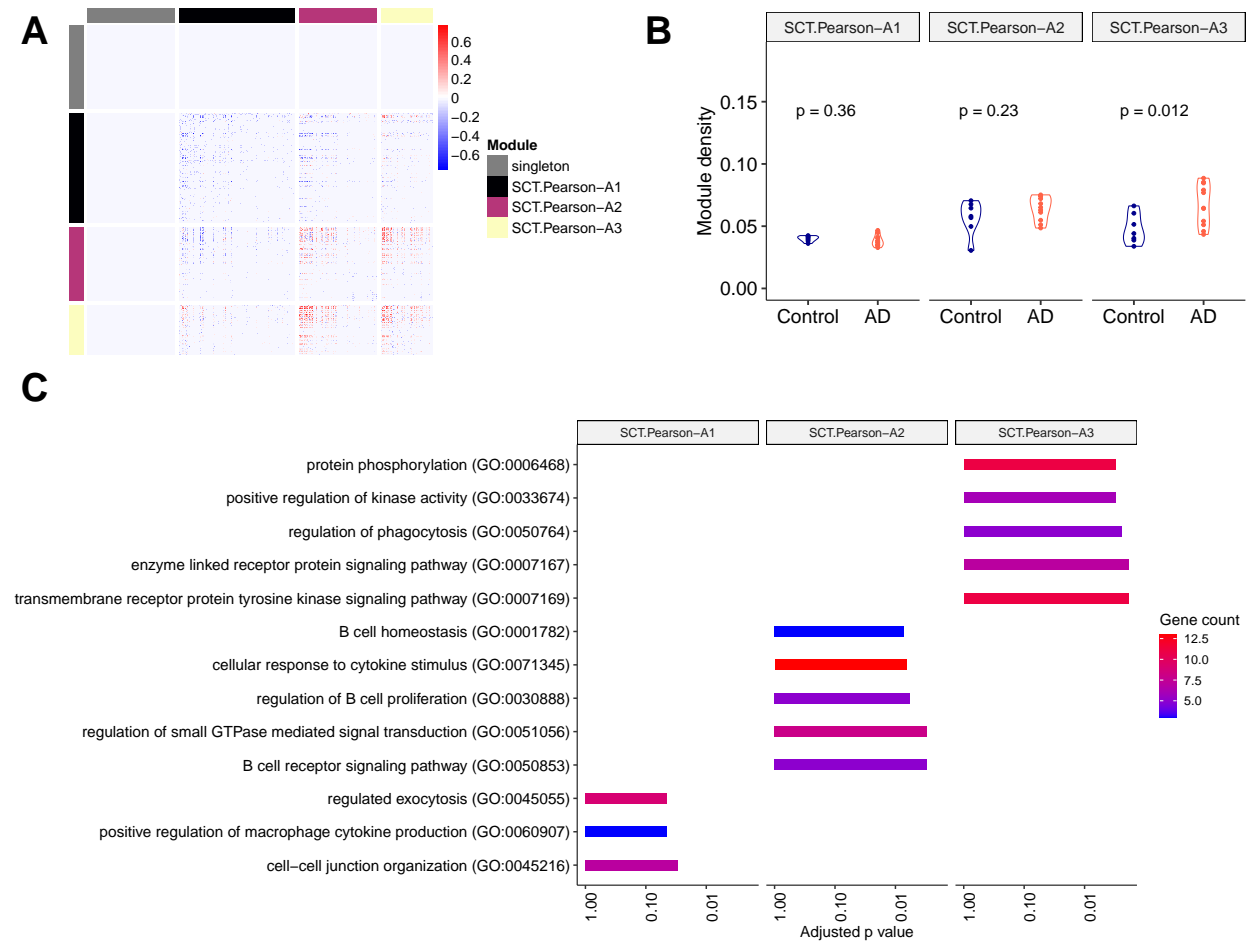 A
0.6
0.4
0.2
0
−0.2
−0.4
−0.6
Module
singleton
SCT.Pearson−A1
SCT.Pearson−A2
SCT.Pearson−A3
B
SCT.Pearson−A1
SCT.Pearson−A2
SCT.Pearson−A3
Module density
0.15
0.10
0.05
0.00
p = 0.36
p = 0.23
p = 0.012
Control
AD
Control
AD
Control
AD
C
SCT.Pearson−A1
SCT.Pearson−A2
SCT.Pearson−A3
protein phosphorylation (GO:0006468)
positive regulation of kinase activity (GO:0033674)
regulation of phagocytosis (GO:0050764)
enzyme linked receptor protein signaling pathway (GO:0007167)
transmembrane receptor protein tyrosine kinase signaling pathway (GO:0007169)
B cell homeostasis (GO:0001782)
cellular response to cytokine stimulus (GO:0071345)
regulation of B cell proliferation (GO:0030888)
regulation of small GTPase mediated signal transduction (GO:0051056)
B cell receptor signaling pathway (GO:0050853)
regulated exocytosis (GO:0045055)
positive regulation of macrophage cytokine production (GO:0060907)
cell−cell junction organization (GO:0045216)
1.00
0.10
0.01
1.00
0.10
0.01
1.00
0.10
0.01
Adjusted p value
Gene count
12.5
10.0
7.5
5.0